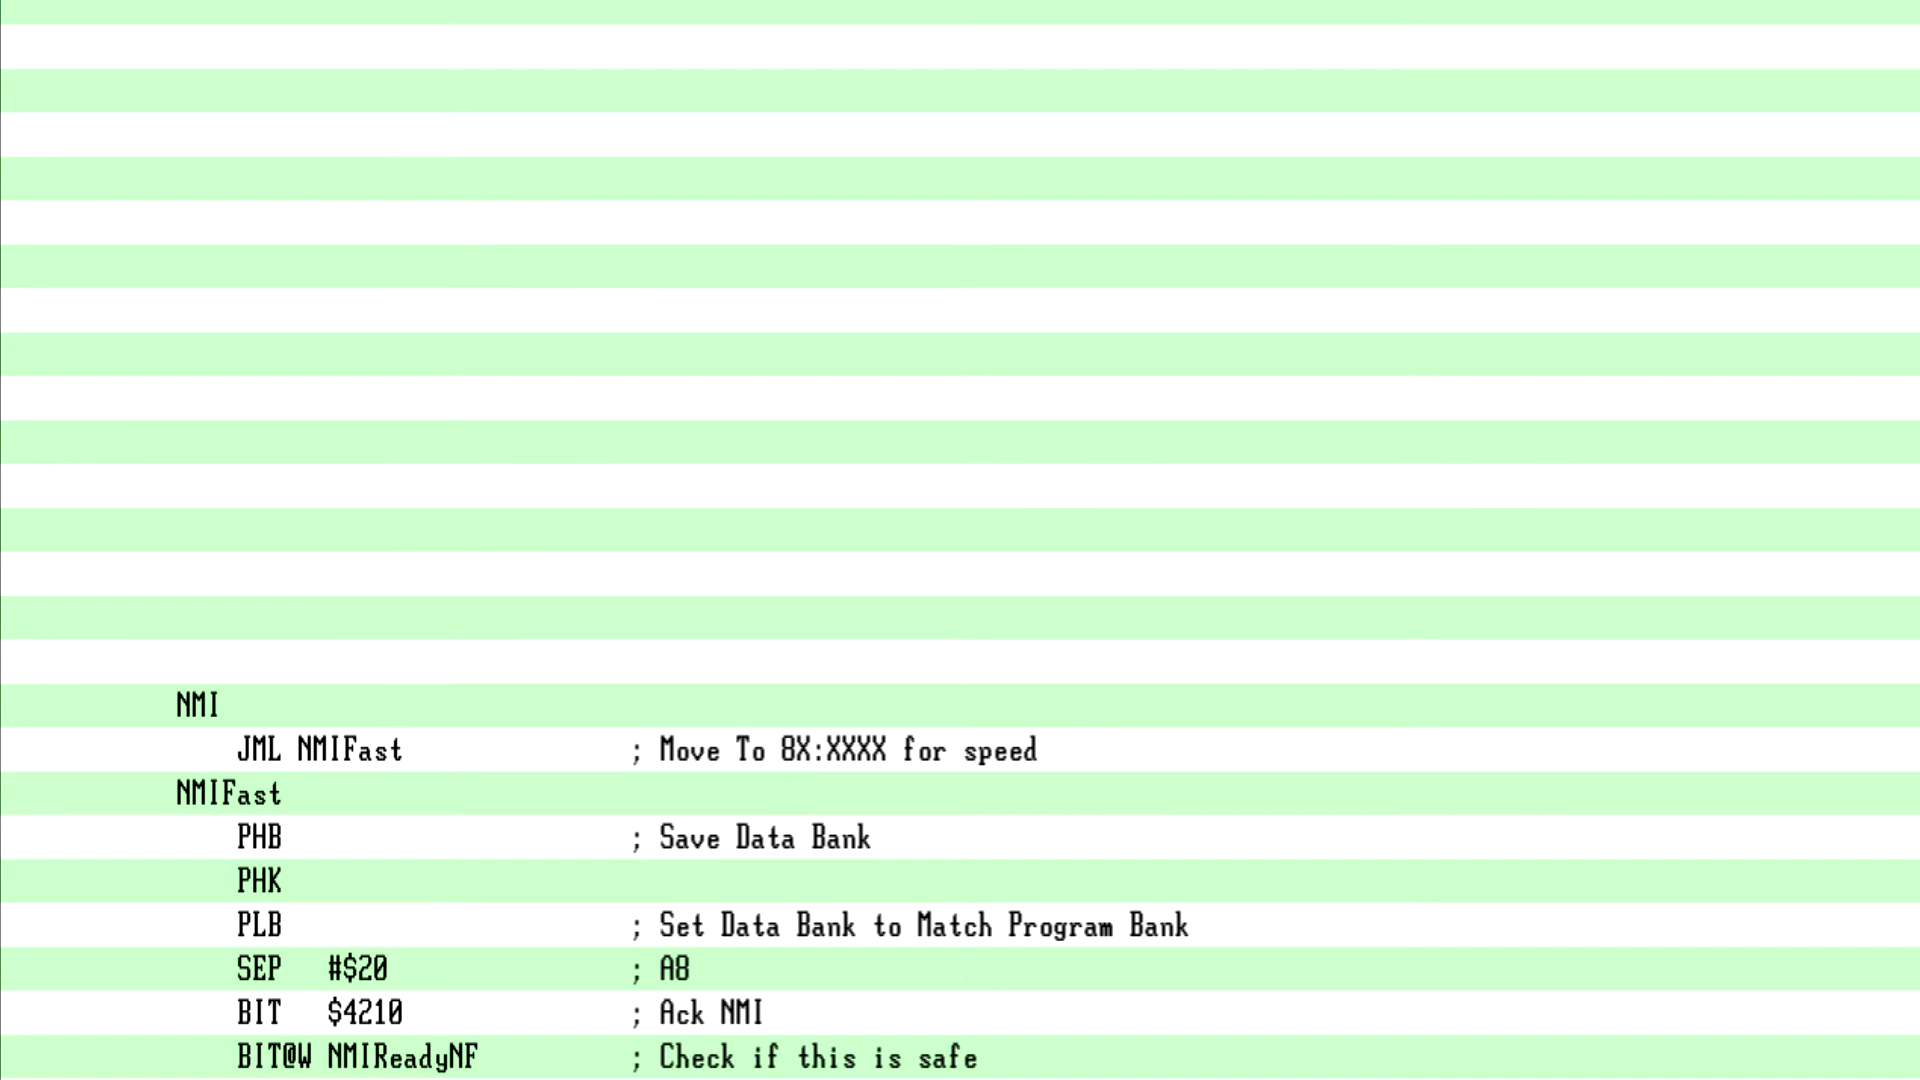 NMI
JML NMIFast ; Move To 8X:XXXX for speed
NMIFast
PHB ; Save Data Bank
PHK
PLB ; Set Data Bank to Match Program Bank
SEP #$20 ; A8
BIT $4210 ; Ack NMI
BIT@W NMIReadyNF ; Check if this is safe